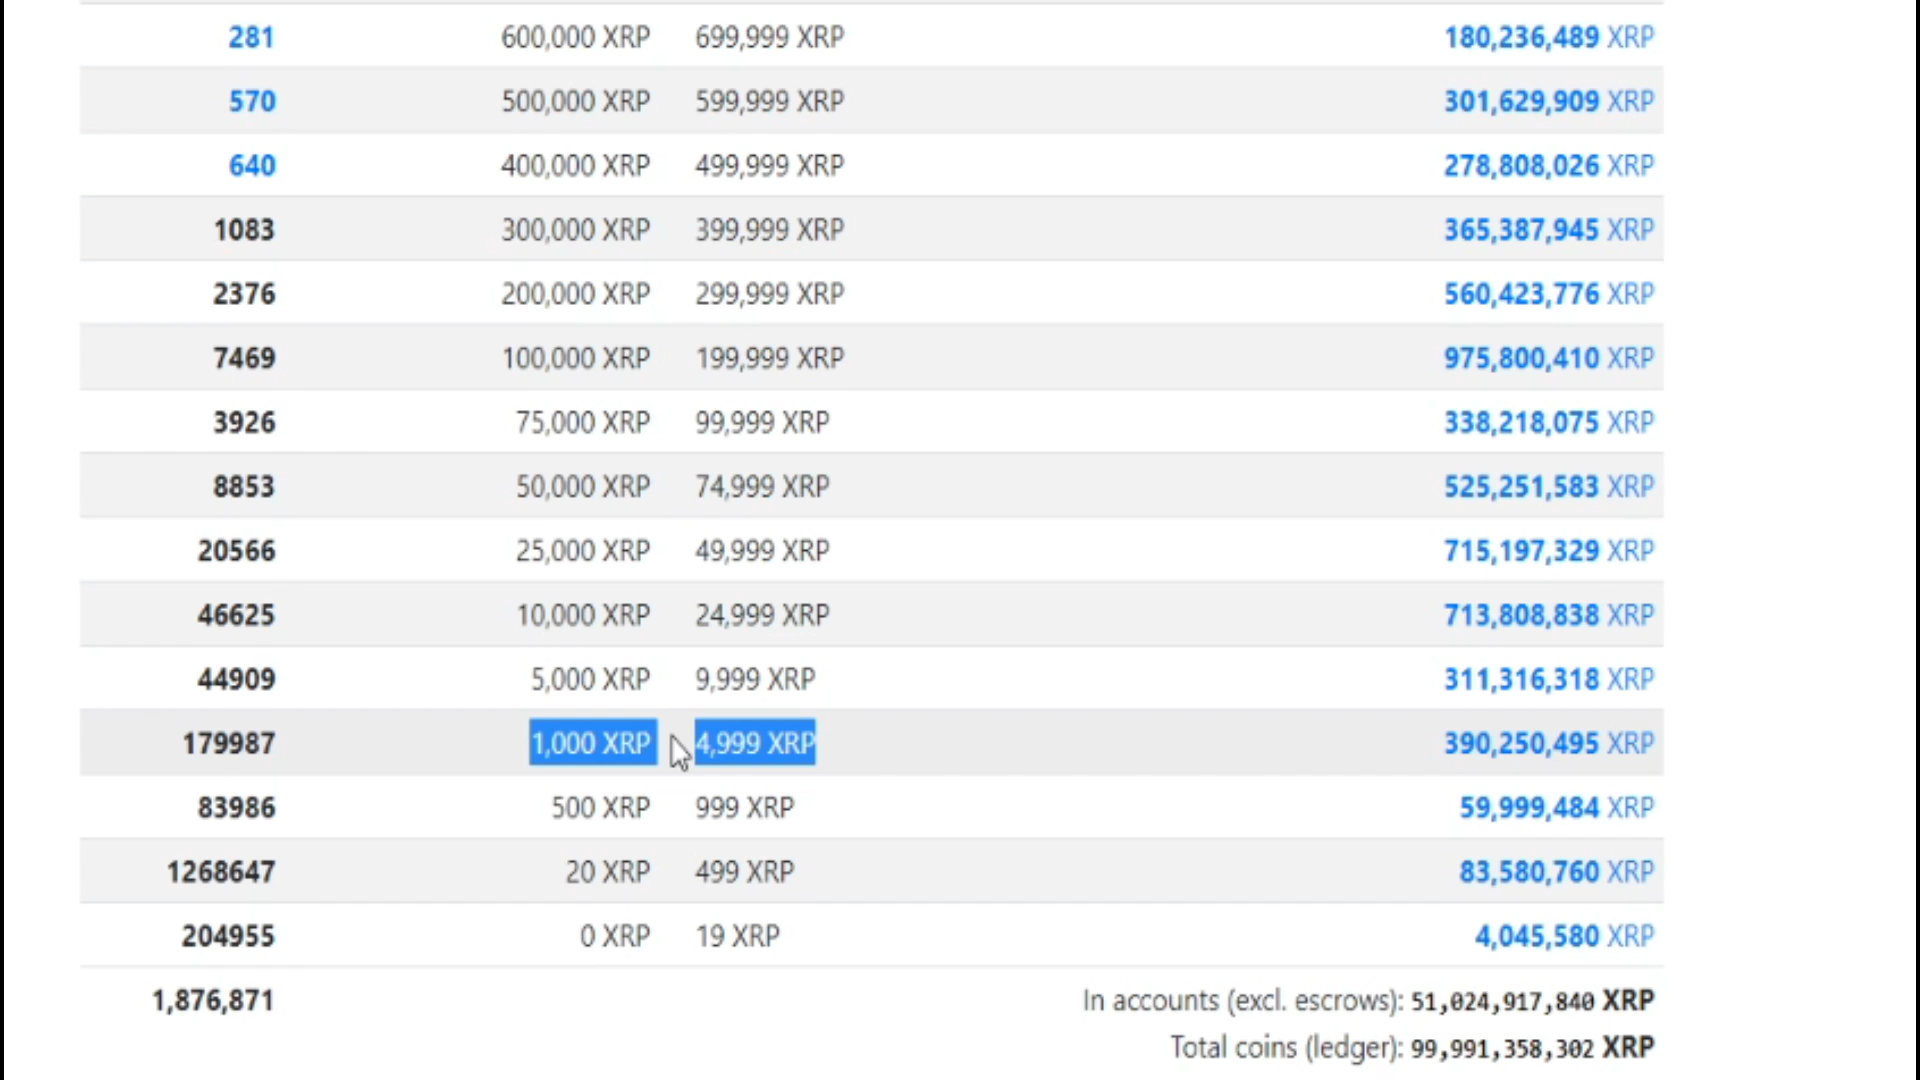 281 600,000 XRP 699,999 XRP 180,236,489 XRP
570 500,000 XRP 599,999 XRP 301,629,909 XRP
640 400,000 XRP 499,999 XRP 278,808,026 XRP
1083 300,000 XRP 399,999 XRP 365,387,945 XRP
2376 200,000 XRP 299,999 XRP 560,423,776 XRP
7469 100,000 XRP 199,999 XRP 975,800,410 XRP
3926 75,000 XRP 99,999 XRP 338,218,075 XRP
8853 50,000 XRP 74,999 XRP 525,251,583 XRP
20566 25,000 XRP 49,999 XRP 715,197,329 XRP
46625 10,000 XRP 24,999 XRP 713,808,838 XRP
44909 5,000 XRP 9,999 XRP 311,316,318 XRP
179987 1,000 XRP 4,999 XRP 390,250,495 XRP
83986 500 XRP 999 XRP 59,999,484 XRP
1268647 20 XRP 499 XRP 83,580,760 XRP
204955 0 XRP 19 XRP 4,045,580 XRP
1,876,871 In accounts (excl. escrows): 51,024,917,840 XRP
Total coins (ledger): 99,991,358,302 XRP